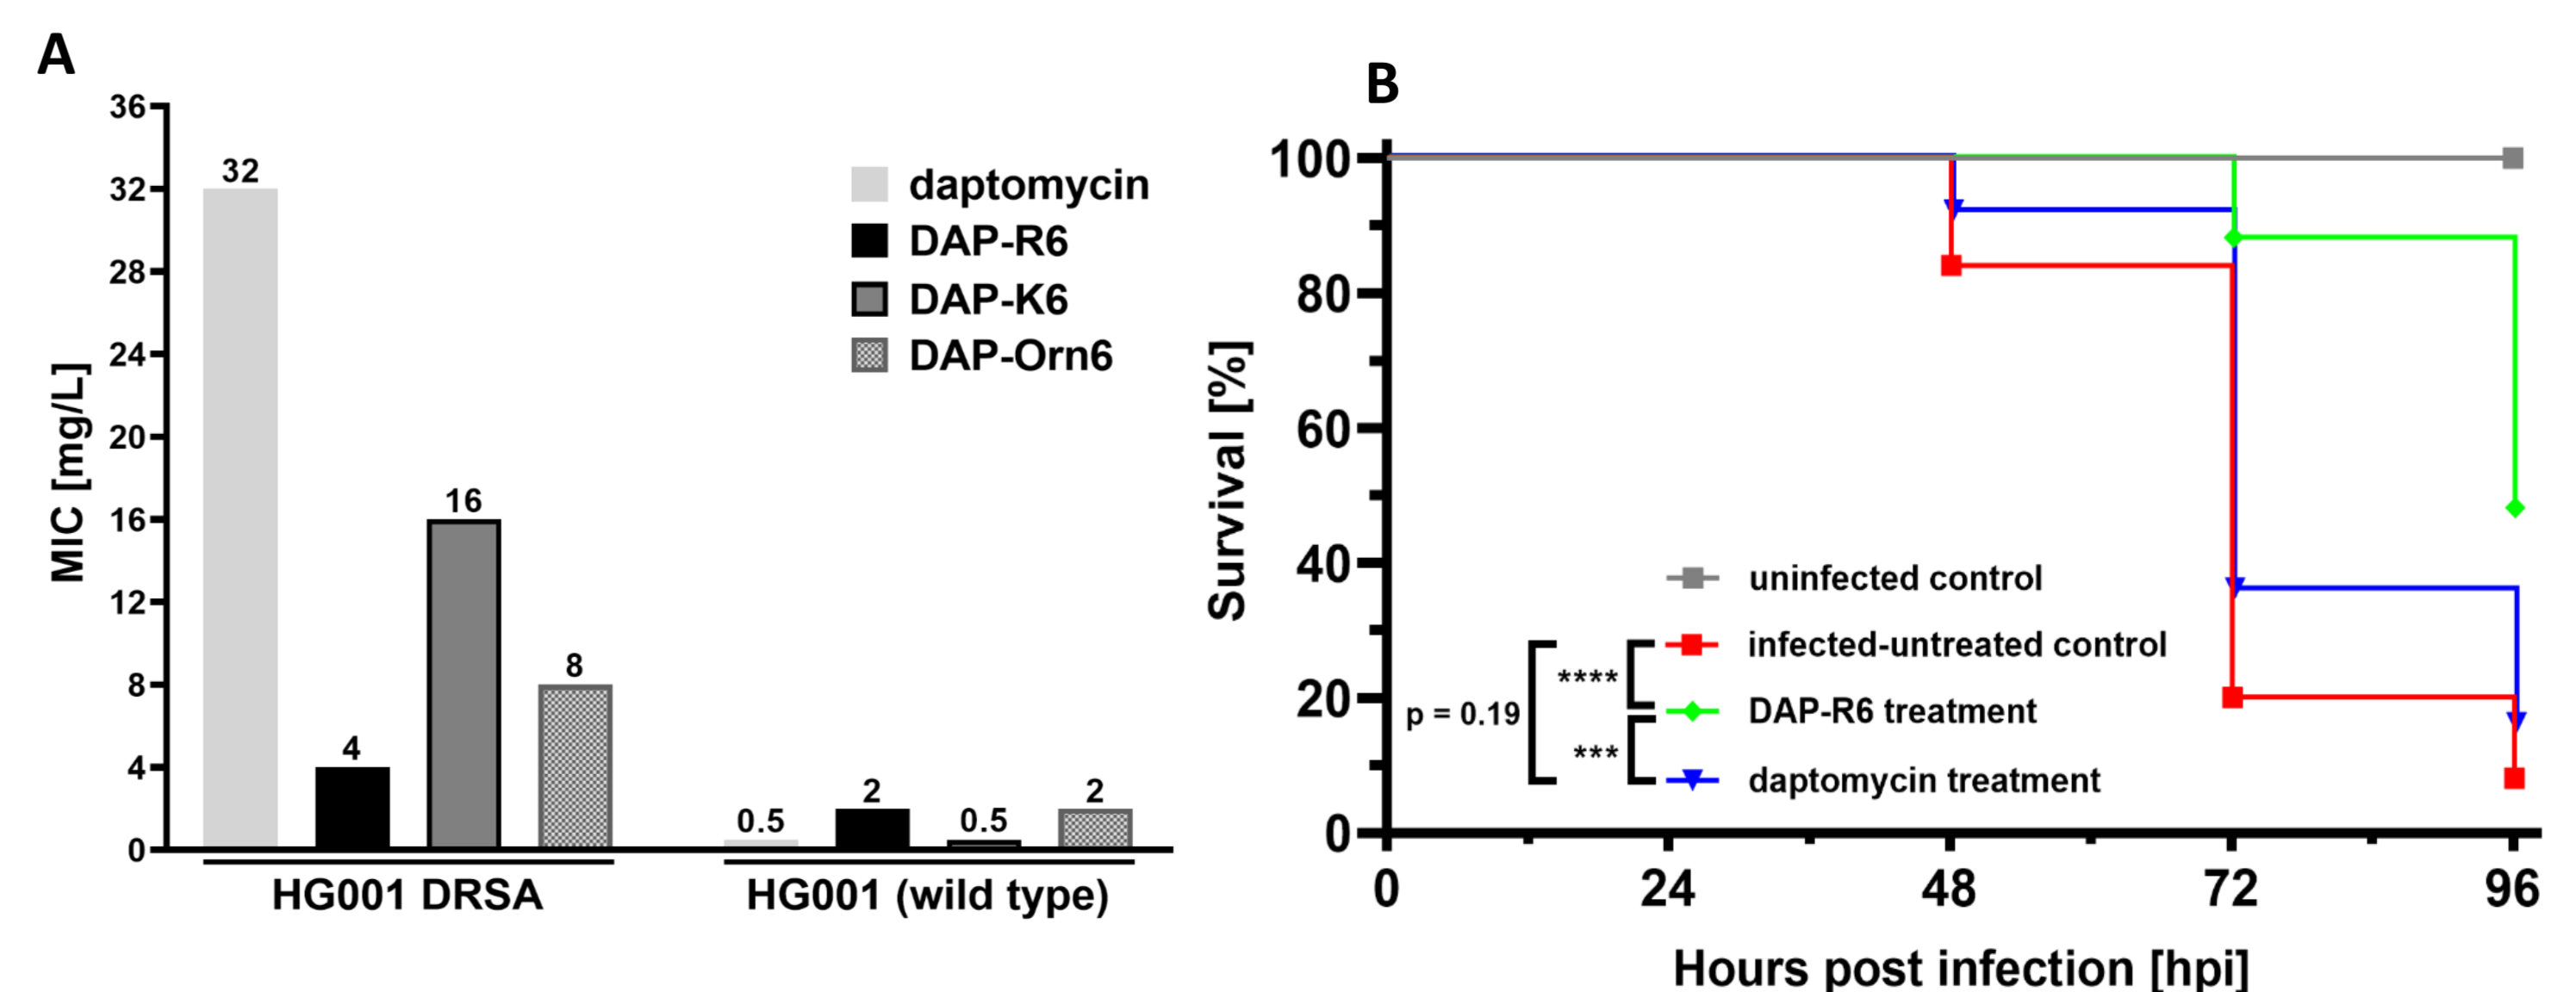 A
36
32
28
24
20
16
12
8
4
0
MIC [mg/L]
32
4
16
8
0.5
2
0.5
2
daptomycin
DAP-R6
DAP-K6
DAP-Orn6
HG001 DRSA
HG001 (wild type)
B
100
80
60
40
20
0
Survival [%]
uninfected control
infected-untreated control
DAP-R6 treatment
daptomycin treatment
****
p = 0.19
***
0
24
48
72
96
Hours post infection [hpi]